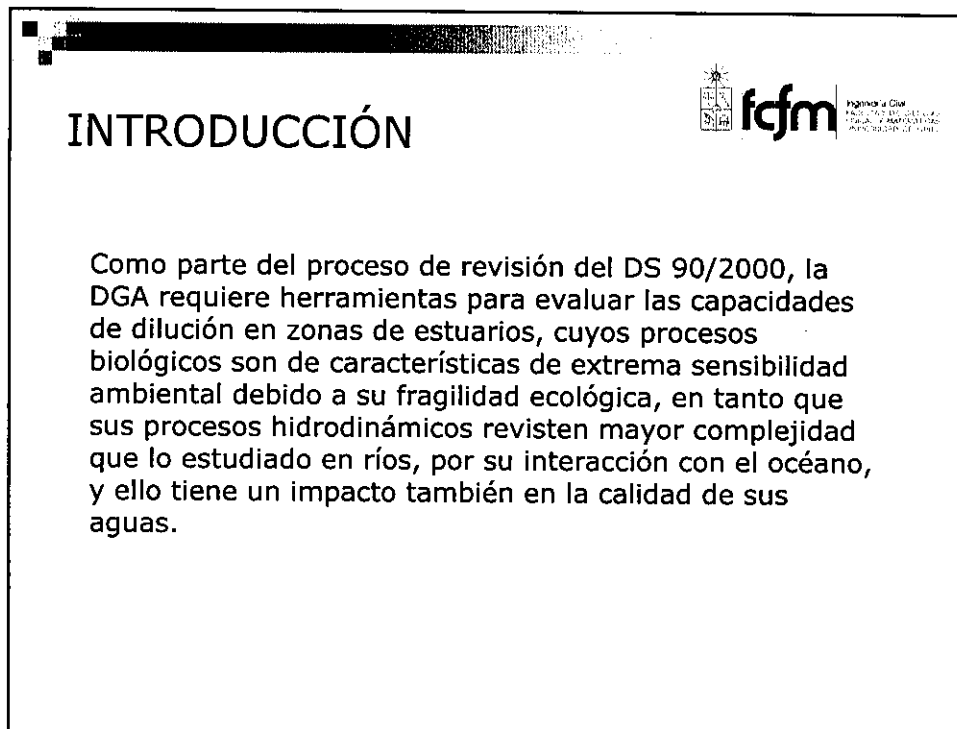 INTRODUCCIÓN
fcfm
Ingeniería Civil
Como parte del proceso de revisión del DS 90/2000, la
DGA requiere herramientas para evaluar las capacidades
de dilución en zonas de estuarios, cuyos procesos
biológicos son de características de extrema sensibilidad
ambiental debido a su fragilidad ecológica, en tanto que
sus procesos hidrodinámicos revisten mayor complejidad
que lo estudiado en ríos, por su interacción con el océano,
y ello tiene un impacto también en la calidad de sus
aguas.